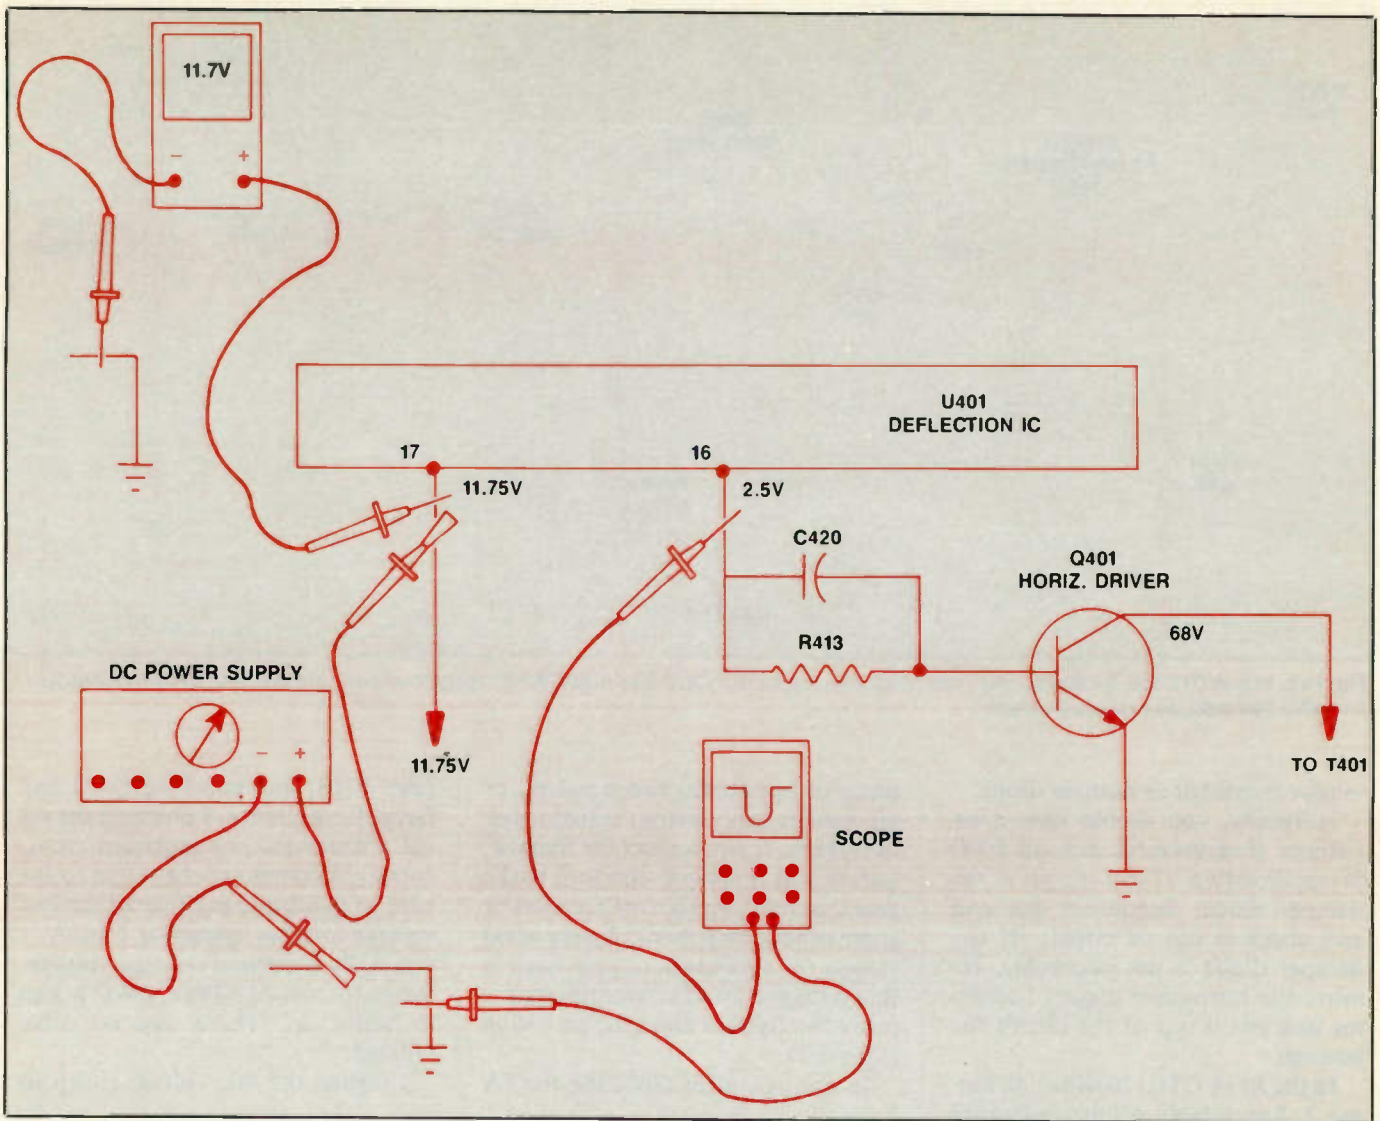 11.7V
- +
U401
DEFLECTION IC
17
16
11.75V
2.5V
C420
Q401
HORIZ. DRIVER
68V
R413
DC POWER SUPPLY
- +
11.75V
TO T401
SCOPE